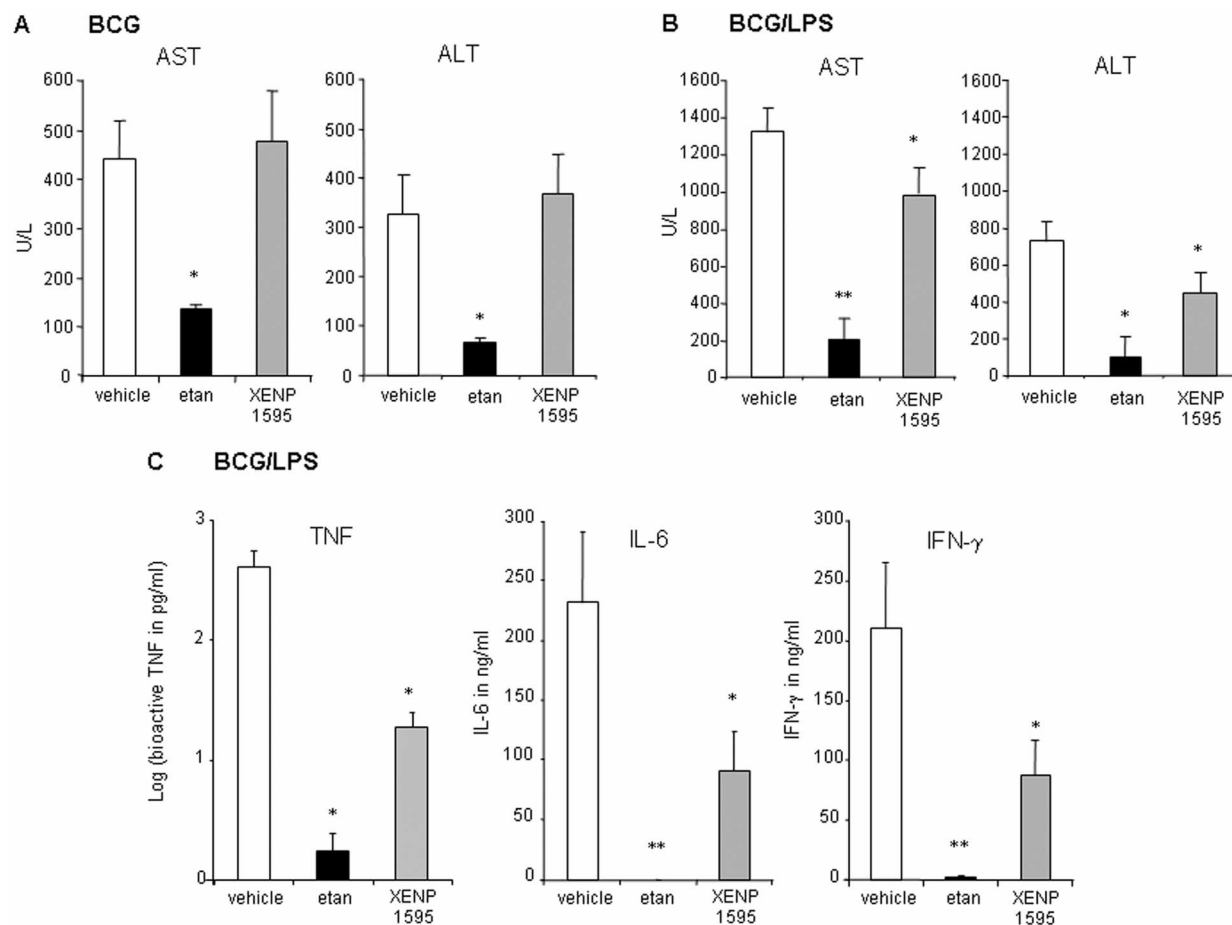 A BCG
AST
U/L
600
500
400
300
200
100
0
vehicle
*
etan
XENP
1595
ALT
600
500
400
300
200
100
0
vehicle
*
etan
XENP
1595
B BCG/LPS
AST
U/L
1600
1400
1200
1000
800
600
400
200
0
vehicle
**
etan
*
XENP
1595
ALT
1600
1400
1200
1000
800
600
400
200
0
vehicle
*
etan
*
XENP
1595
C BCG/LPS
TNF
Log (bioactive TNF in pg/ml)
3
2
1
0
vehicle
*
etan
*
XENP
1595
IL-6
IL-6 in ng/ml
300
250
200
150
100
50
0
vehicle
**
etan
*
XENP
1595
IFN-γ
IFN-γ in ng/ml
300
250
200
150
100
50
0
vehicle
**
etan
*
XENP
1595